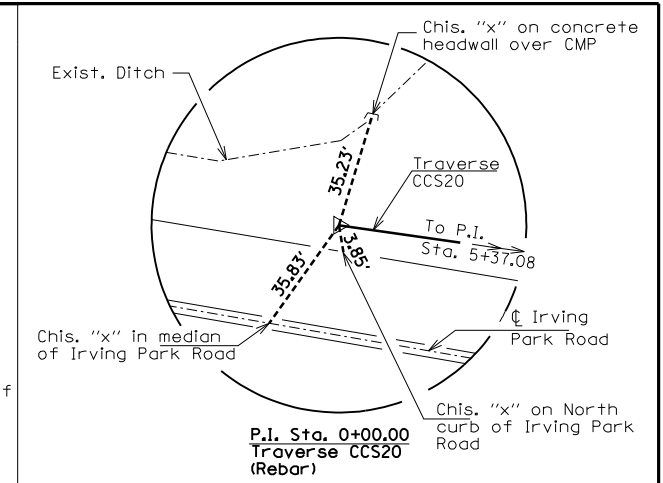 Chis. "x" on concrete
headwall over CMP
Exist. Ditch
35.23'
Traverse
CCS20
To P.I.
Sta. 5+37.08
3.85'
35.83'
℄ Irving
Park Road
Chis. "x" in median
of Irving Park Road
f
Chis. "x" on North
curb of Irving Park
Road
P.I. Sta. 0+00.00
Traverse CCS20
(Rebar)